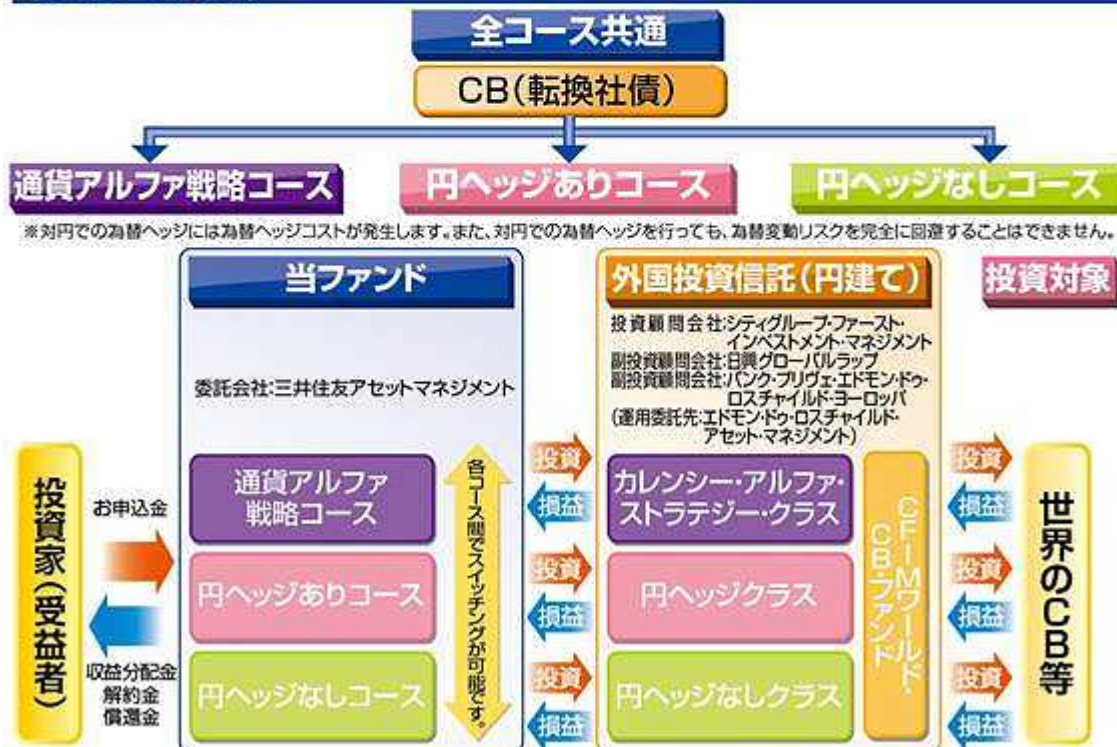 全コース共通
CB(転換社債)
通貨アルファ戦略コース
円ヘッジありコース
円ヘッジなしコース
※対円での為替ヘッジには為替ヘッジコストが発生します。また、対円での為替ヘッジを行っても、為替変動リスクを完全に回避することはできません。
当ファンド
委託会社:三井住友アセットマネジメント
外国投資信託(円建て)
投資顧問会社:シティグループ・ファースト・
インベストメント・マネジメント
副投資顧問会社:日興グローバルラップ
副投資顧問会社:バンク・プリヴェ・エドモン・ドゥ・
ロスチャイルド・ヨーロッパ
(運用委託先:エドモン・ドゥ・ロスチャイルド・
アセット・マネジメント)
投資対象
投資家(受益者)
お申込金
収益分配金
解約金
償還金
通貨アルファ
戦略コース
円ヘッジありコース
円ヘッジなしコース
各コース間でスイッチングが可能です。
投資
損益
投資
損益
投資
損益
カレンシー・アルファ・
ストラテジー・クラス
円ヘッジクラス
円ヘッジなしクラス
CFIMワールド・
CB・ファンド
投資
損益
投資
損益
投資
損益
世界のCB等